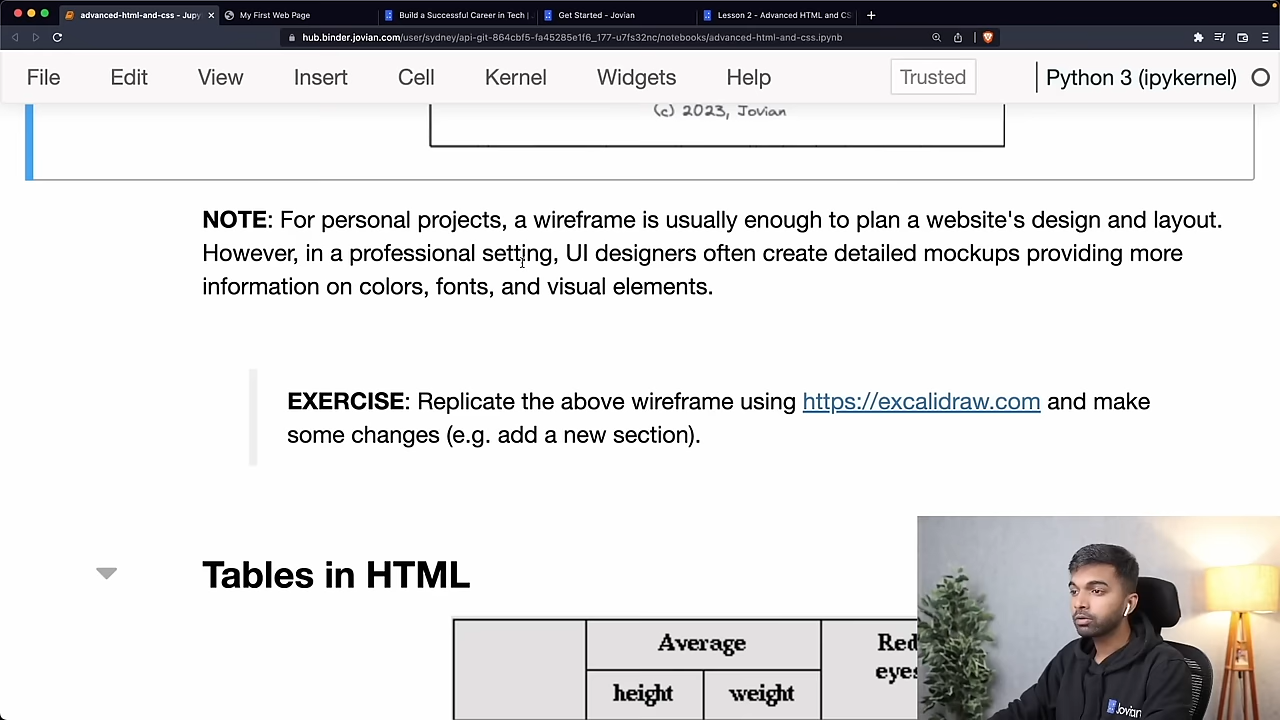 advanced-html-and-css - Jupy
My First Web Page
Build a Successful Career in Tech |
Get Started - Jovian
Lesson 2 - Advanced HTML and CS
hub.binder.jovian.com/user/sydney/api-git-864cbf5-fa45285e1f6_177-u7fs32nc/notebooks/advanced-html-and-css.ipynb
File Edit View Insert Cell Kernel Widgets Help Trusted Python 3 (ipykernel)
(c) 2023, Jovian
NOTE: For personal projects, a wireframe is usually enough to plan a website's design and layout.
However, in a professional setting, UI designers often create detailed mockups providing more
information on colors, fonts, and visual elements.
EXERCISE: Replicate the above wireframe using https://excalidraw.com and make
some changes (e.g. add a new section).
Tables in HTML
Average
Red
eyes
height weight
Jovian